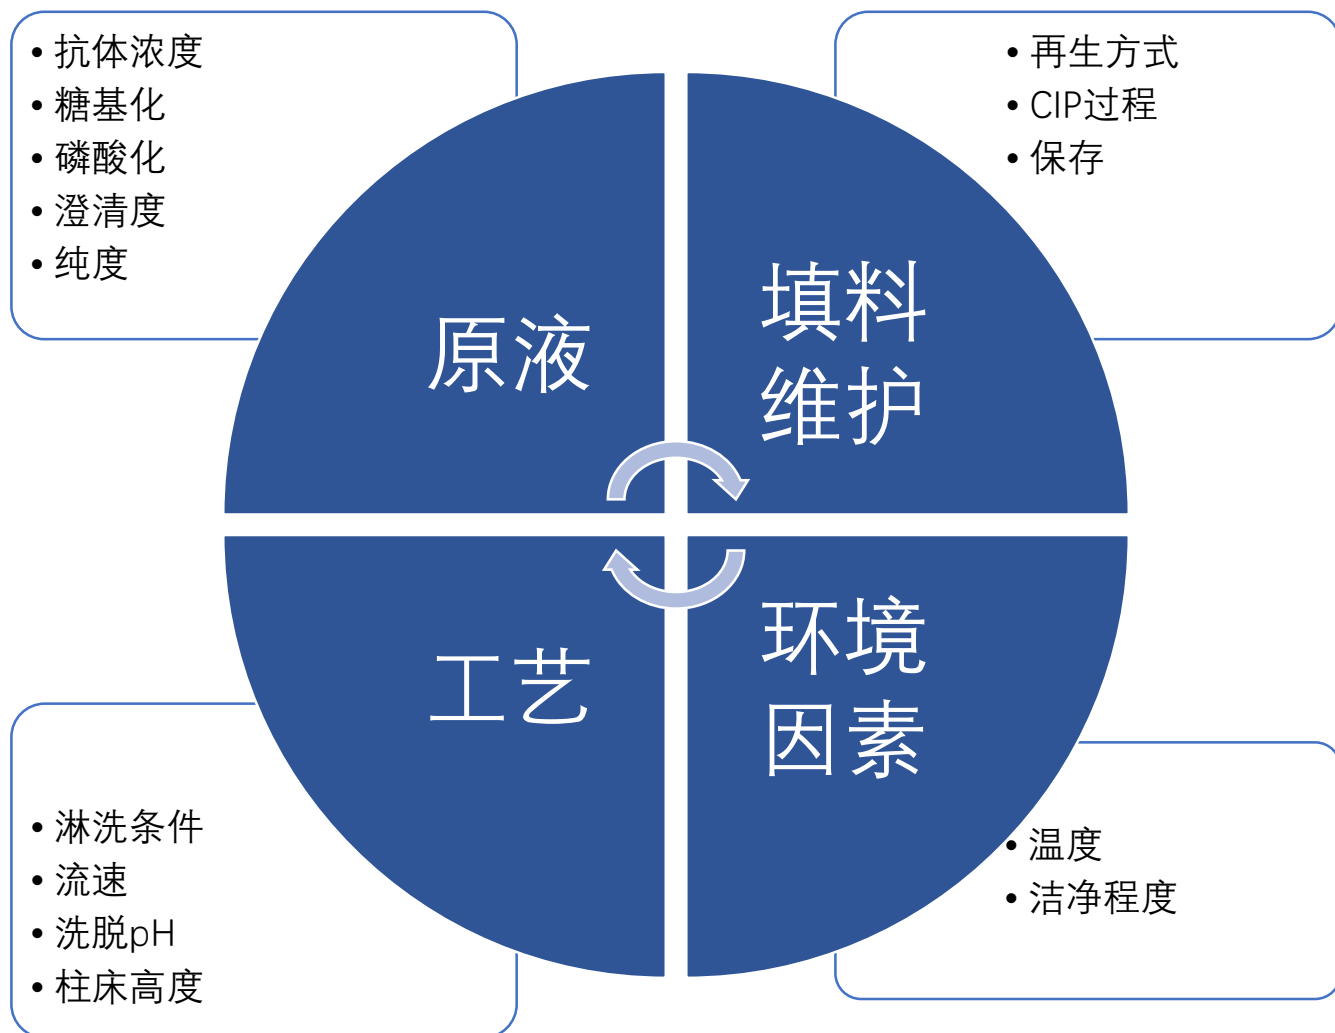 • 抗体浓度
• 糖基化
• 磷酸化
• 澄清度
• 纯度
原液
• 再生方式
• CIP过程
• 保存
填料
维护
工艺
• 淋洗条件
• 流速
• 洗脱pH
• 柱床高度
环境
因素
• 温度
• 洁净程度